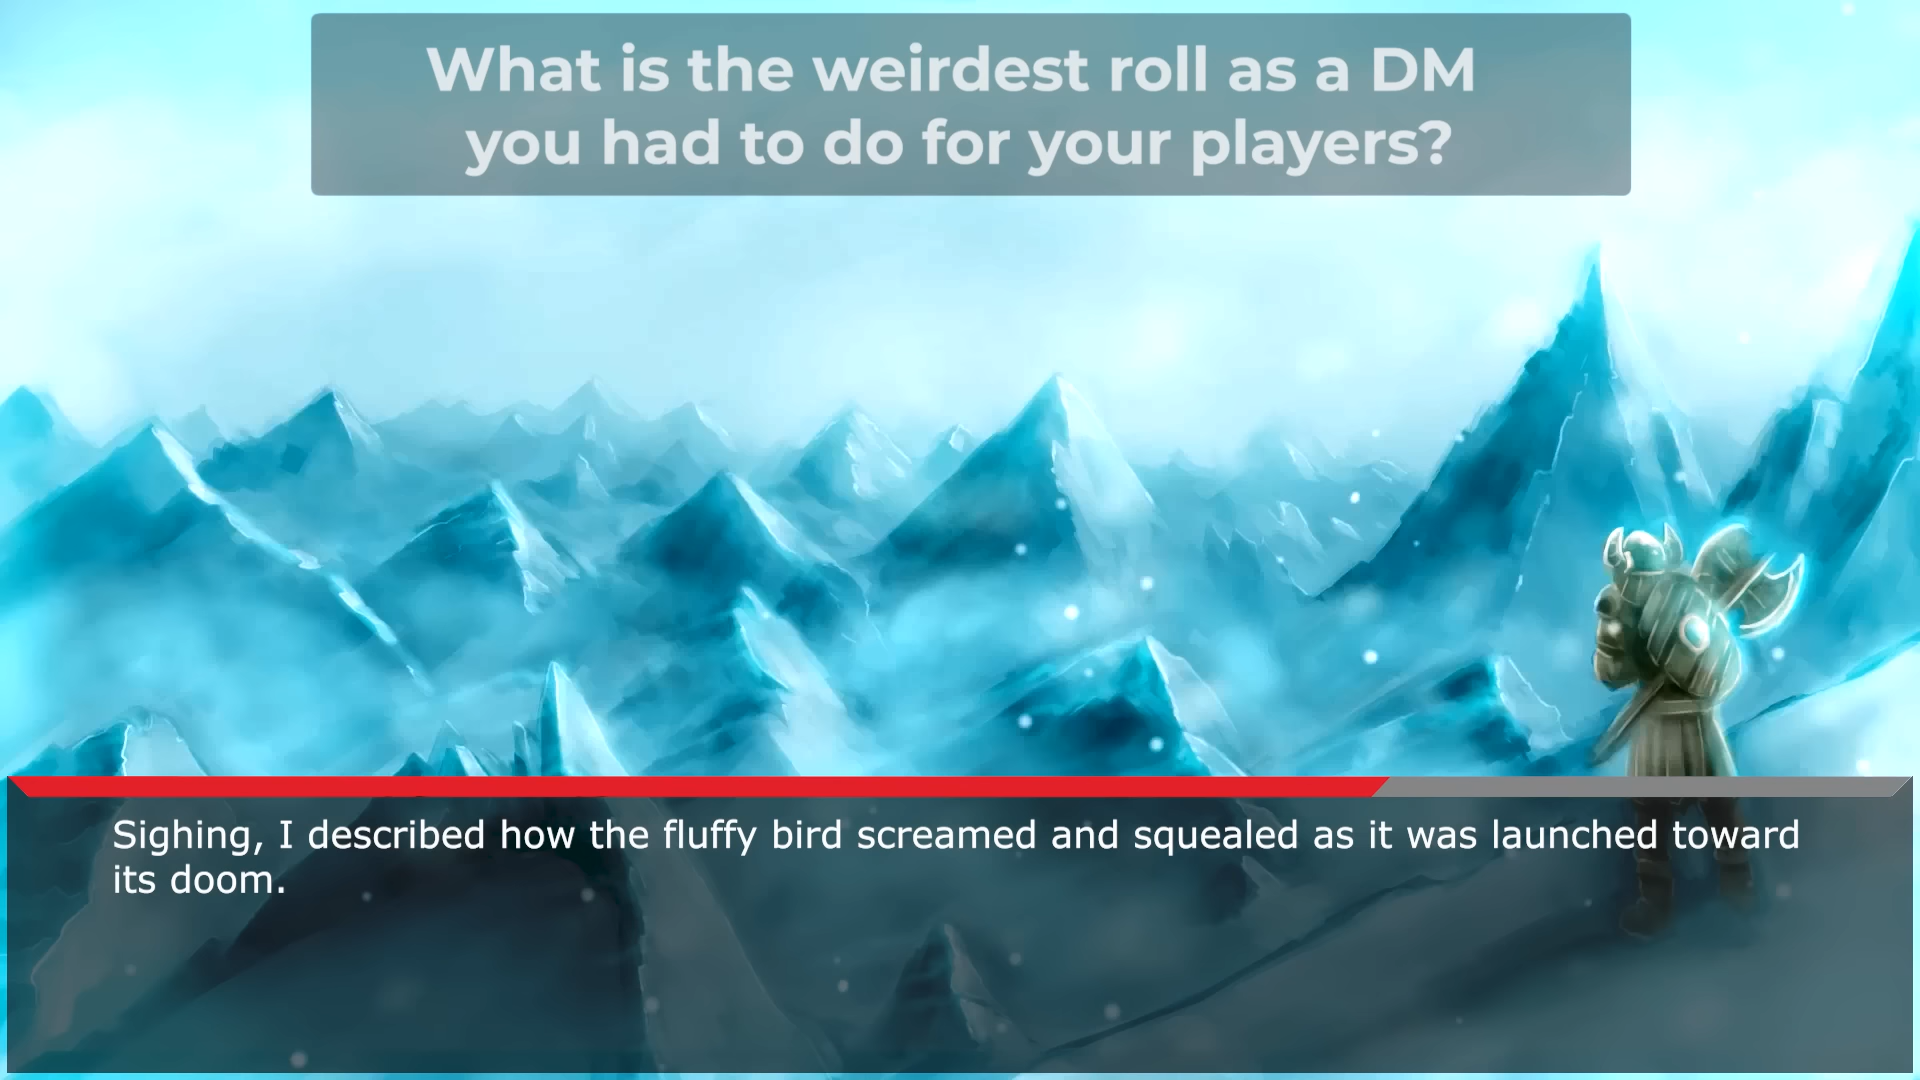 What is the weirdest roll as a DM
you had to do for your players?
Sighing, I described how the fluffy bird screamed and squealed as it was launched toward
its doom.